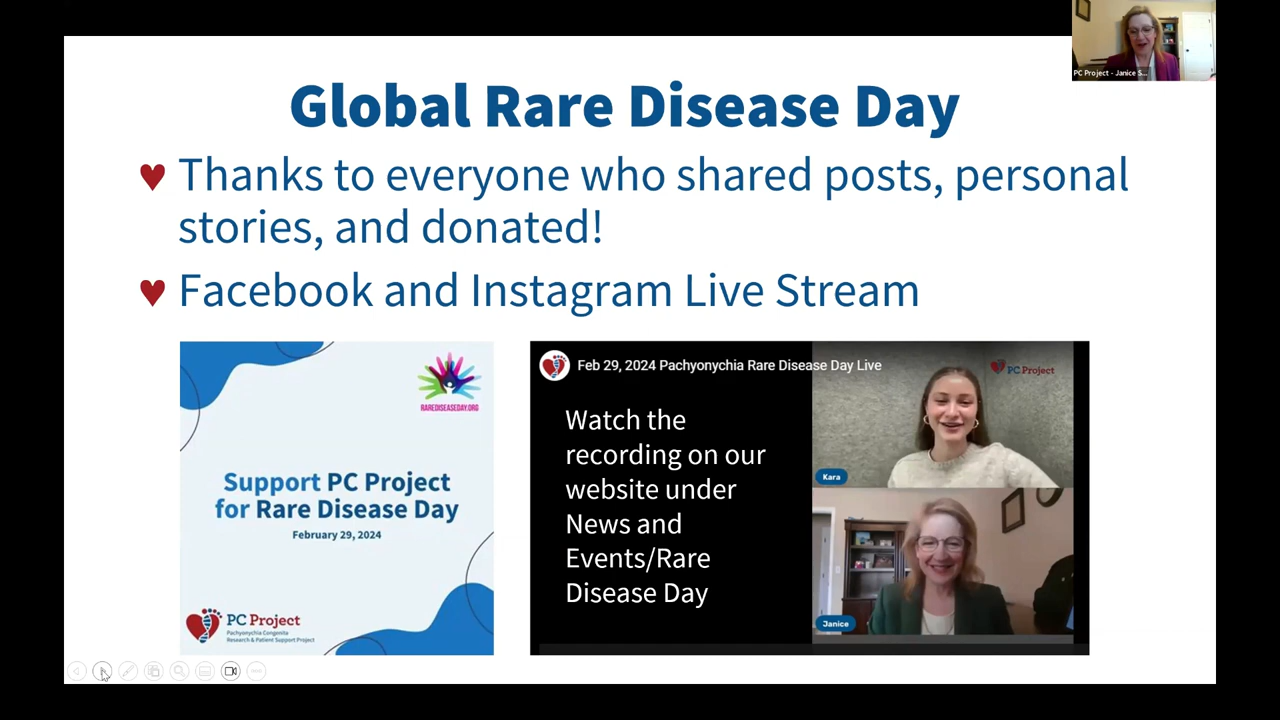 PC Project - Janice S...
Global Rare Disease Day
Thanks to everyone who shared posts, personal
stories, and donated!
Facebook and Instagram Live Stream
RAREDISEASEDAY.ORG
Support PC Project
for Rare Disease Day
February 29, 2024
PC Project
Pachyonychia Congenita
Research & Patient Support Project
Feb 29, 2024 Pachyonychia Rare Disease Day Live
PC Project
Watch the
recording on our
website under
News and
Events/Rare
Disease Day
Kara
Janice